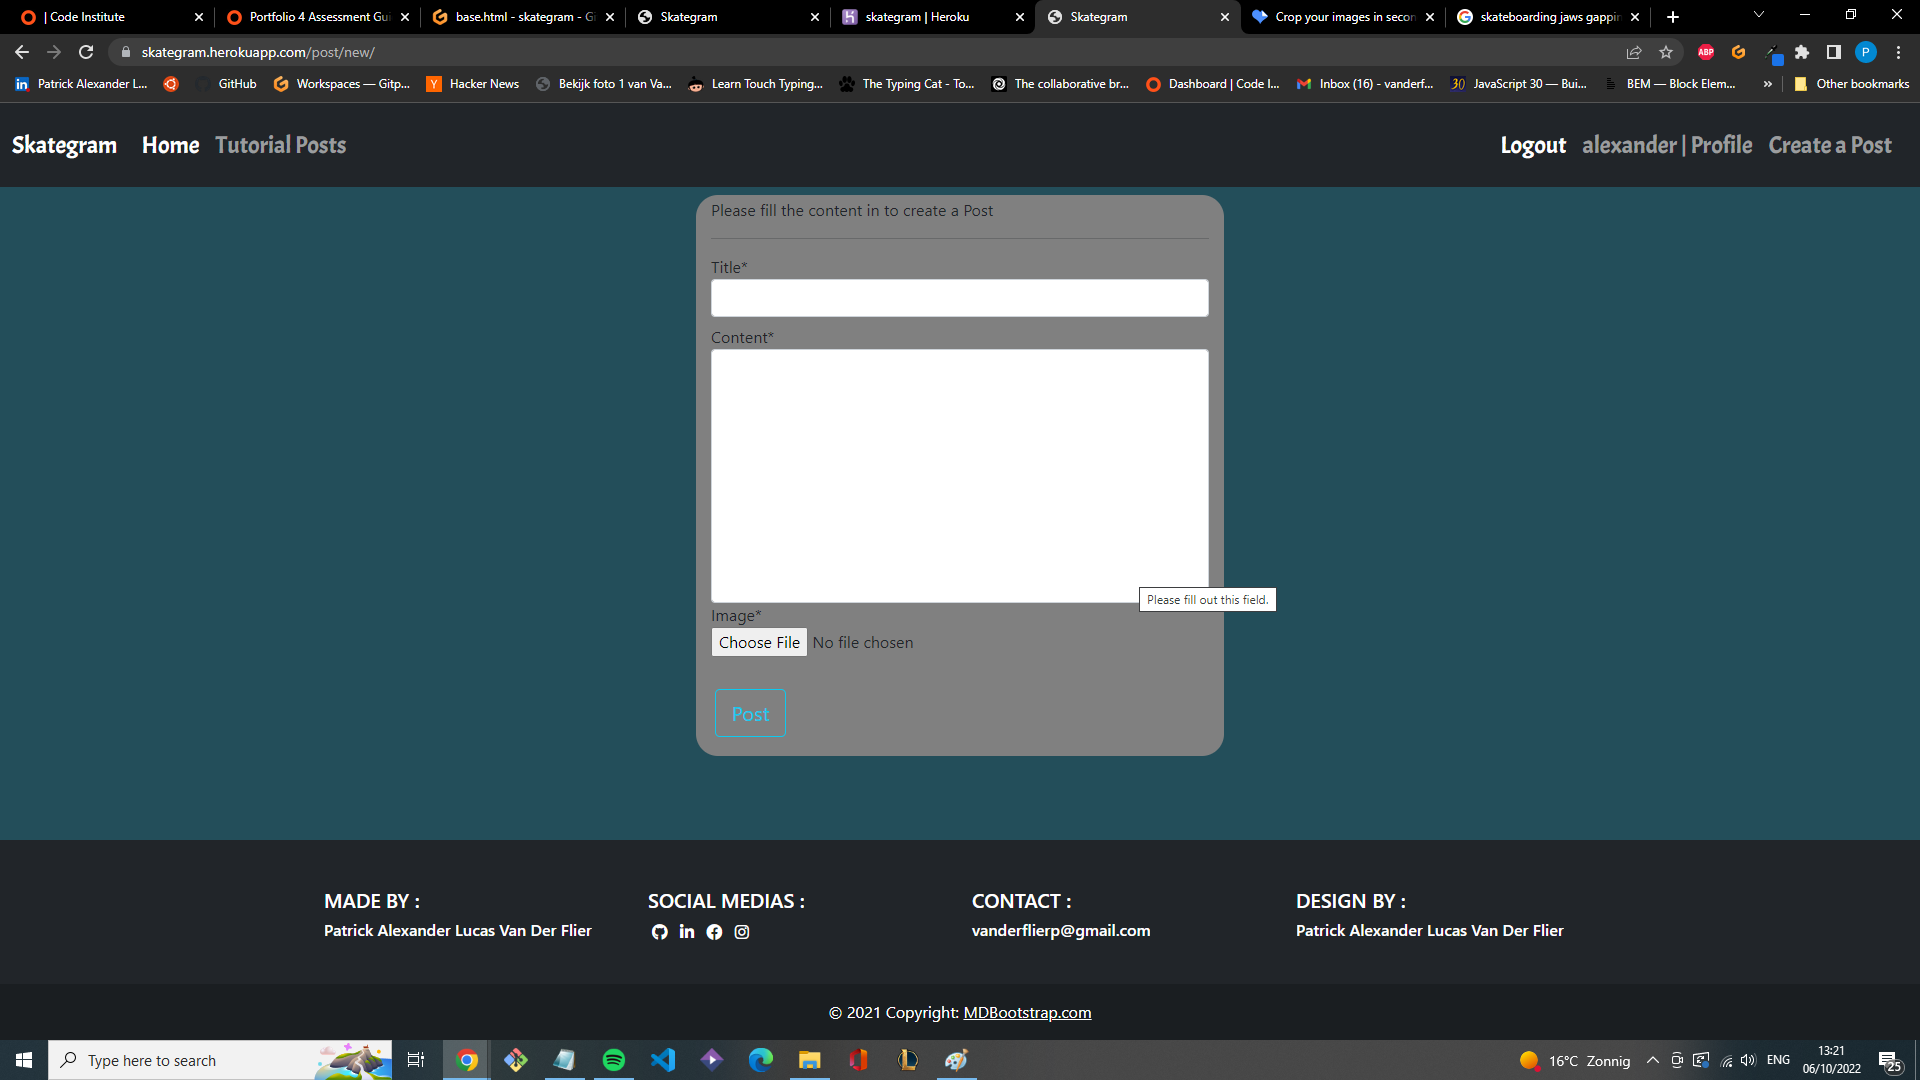 | Code Institute
Portfolio 4 Assessment Gui
base.html - skategram - Gi
Skategram
skategram | Heroku
Skategram
Crop your images in secon
skateboarding jaws gappin
skategram.herokuapp.com/post/new/
ABP
P
Patrick Alexander L...
GitHub
Workspaces — Gitp...
Hacker News
Bekijk foto 1 van Va...
Learn Touch Typing...
The Typing Cat - To...
The collaborative br...
Dashboard | Code I...
Inbox (16) - vanderf...
30
JavaScript 30 — Bui...
BEM — Block Elem...
»
Other bookmarks
Skategram
Home
Tutorial Posts
Logout
alexander | Profile
Create a Post
Please fill the content in to create a Post
Title*
Content*
Please fill out this field.
Image*
Choose File No file chosen
Post
MADE BY :
Patrick Alexander Lucas Van Der Flier
SOCIAL MEDIAS :
CONTACT :
vanderflierp@gmail.com
DESIGN BY :
Patrick Alexander Lucas Van Der Flier
© 2021 Copyright: MDBootstrap.com
Type here to search
16°C Zonnig
ENG
13:21
06/10/2022
25